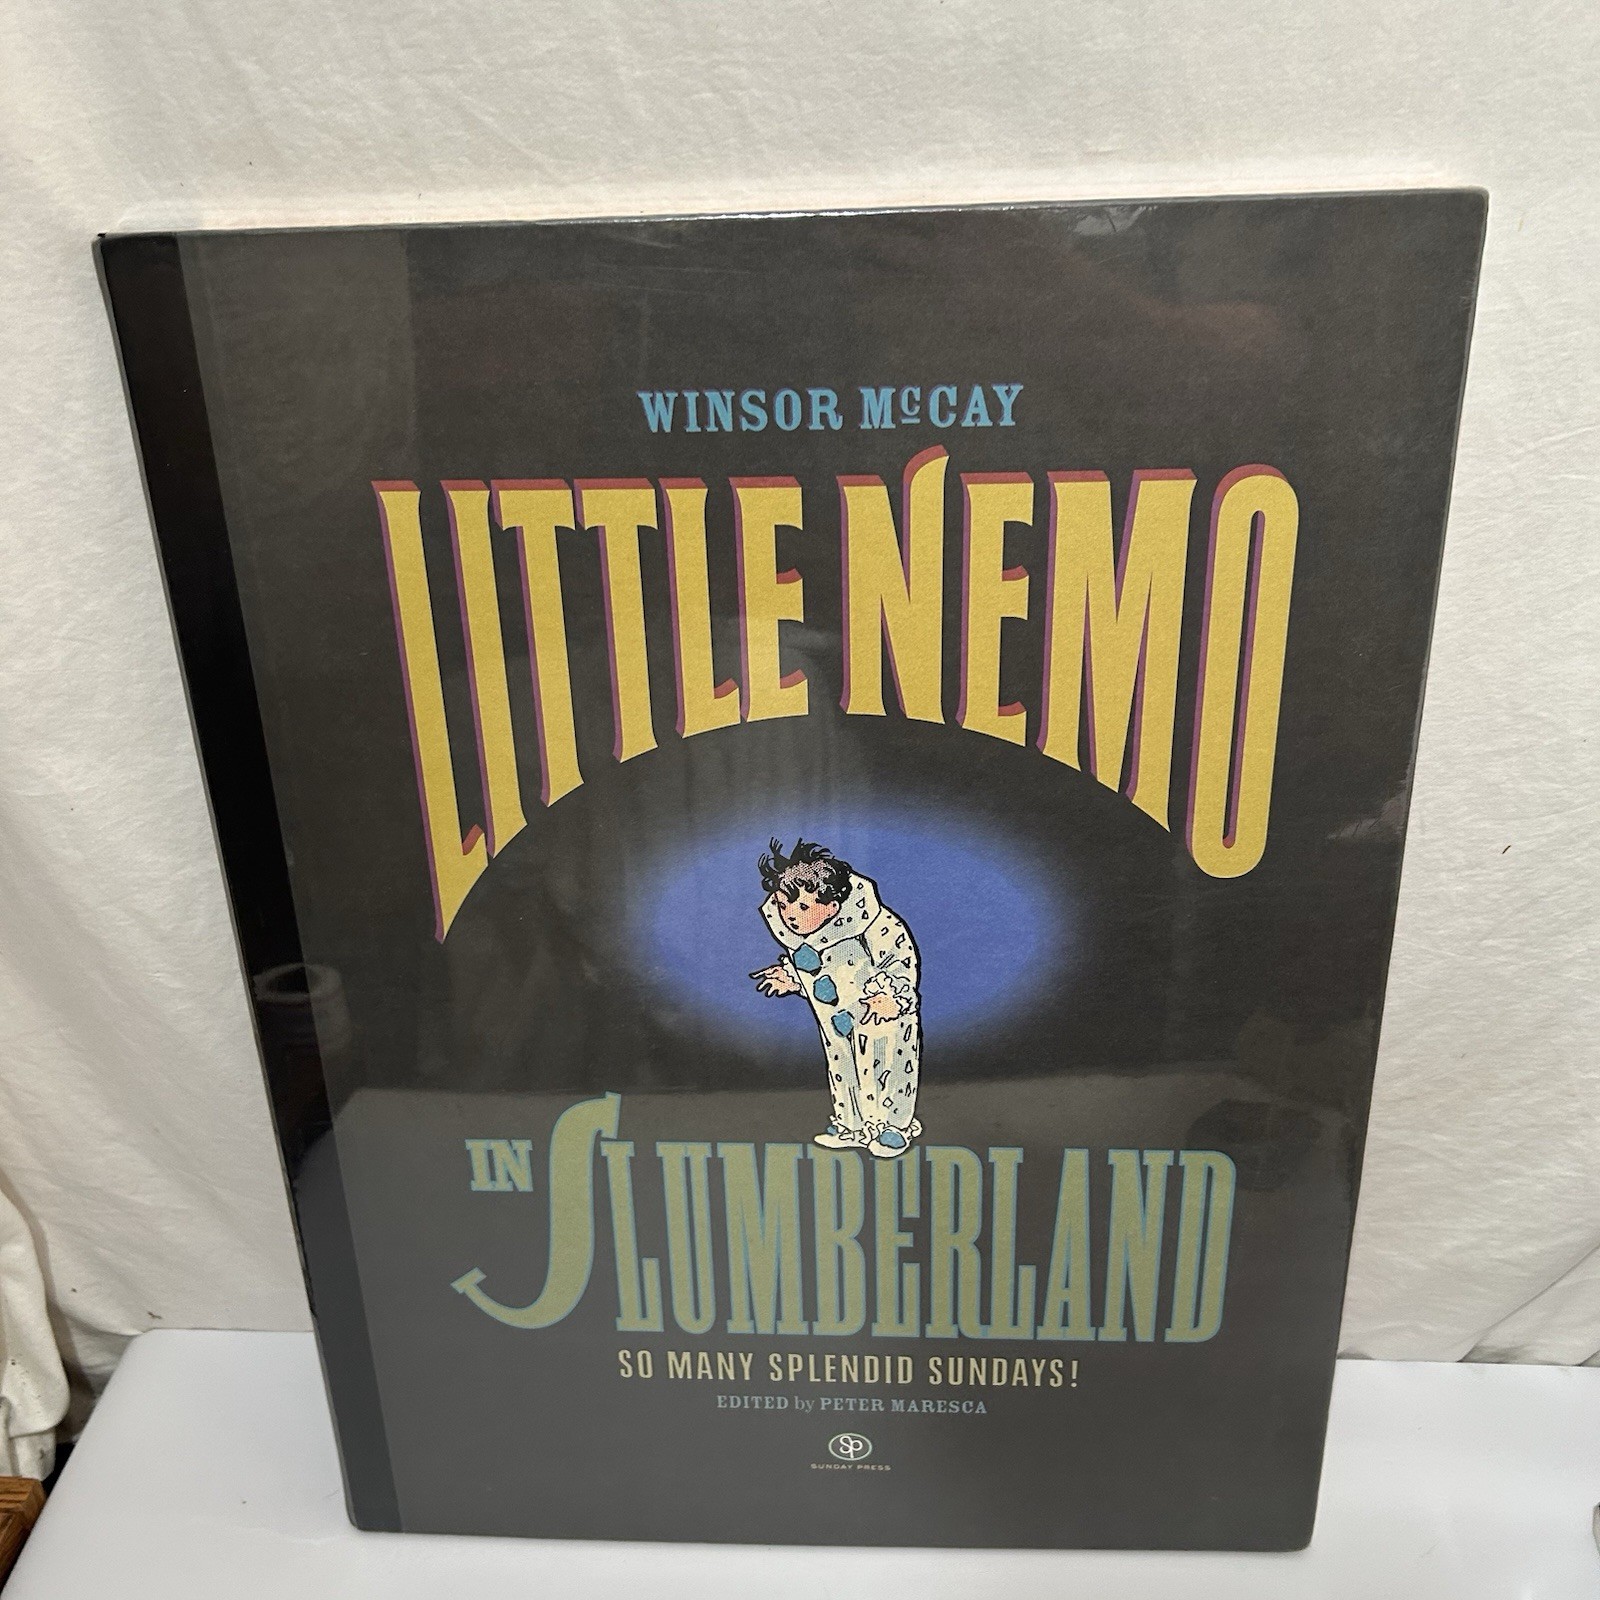 WINSOR McCAY
LITTLE NEMO
IN SLUMBERLAND
SO MANY SPLENDID SUNDAYS!
EDITED by PETER MARESCA
SP
SUNDAY PRESS